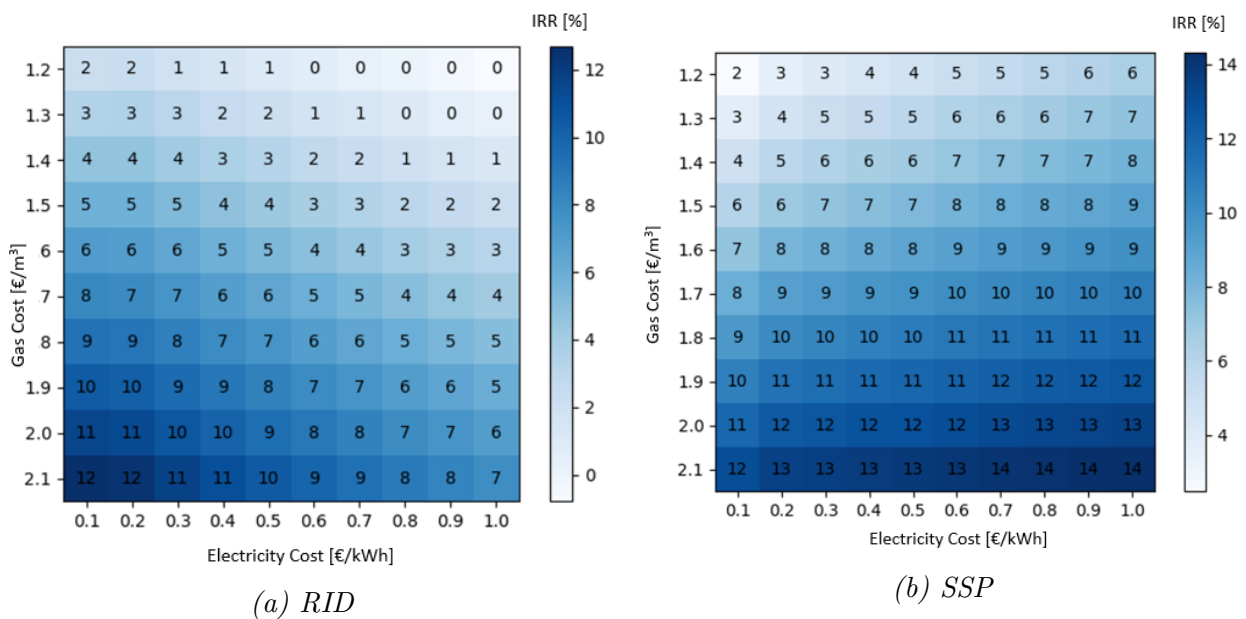 IRR [%]
1.2 2 2 1 1 1 0 0 0 0 0
1.3 3 3 3 2 2 1 1 0 0 0
1.4 4 4 4 3 3 2 2 1 1 1
1.5 5 5 5 4 4 3 3 2 2 2
.6 6 6 6 5 5 4 4 3 3 3
.7 8 7 7 6 6 5 5 4 4 4
.8 9 9 8 7 7 6 6 5 5 5
1.9 10 10 9 9 8 7 7 6 6 5
2.0 11 11 10 10 9 8 8 7 7 6
2.1 12 12 11 11 10 9 9 8 8 7
0.1 0.2 0.3 0.4 0.5 0.6 0.7 0.8 0.9 1.0
Gas Cost [€/m³]
Electricity Cost [€/kWh]
12
10
8
6
4
2
0
(a) RID
IRR [%]
1.2 2 3 3 4 4 5 5 5 6 6
1.3 3 4 5 5 5 6 6 6 7 7
1.4 4 5 6 6 6 7 7 7 7 8
1.5 6 6 7 7 7 8 8 8 8 9
1.6 7 8 8 8 8 9 9 9 9 9
1.7 8 9 9 9 9 10 10 10 10 10
1.8 9 10 10 10 10 11 11 11 11 11
1.9 10 11 11 11 11 11 12 12 12 12
2.0 11 12 12 12 12 12 13 13 13 13
2.1 12 13 13 13 13 13 14 14 14 14
0.1 0.2 0.3 0.4 0.5 0.6 0.7 0.8 0.9 1.0
Gas Cost [€/m³]
Electricity Cost [€/kWh]
14
12
10
8
6
4
(b) SSP